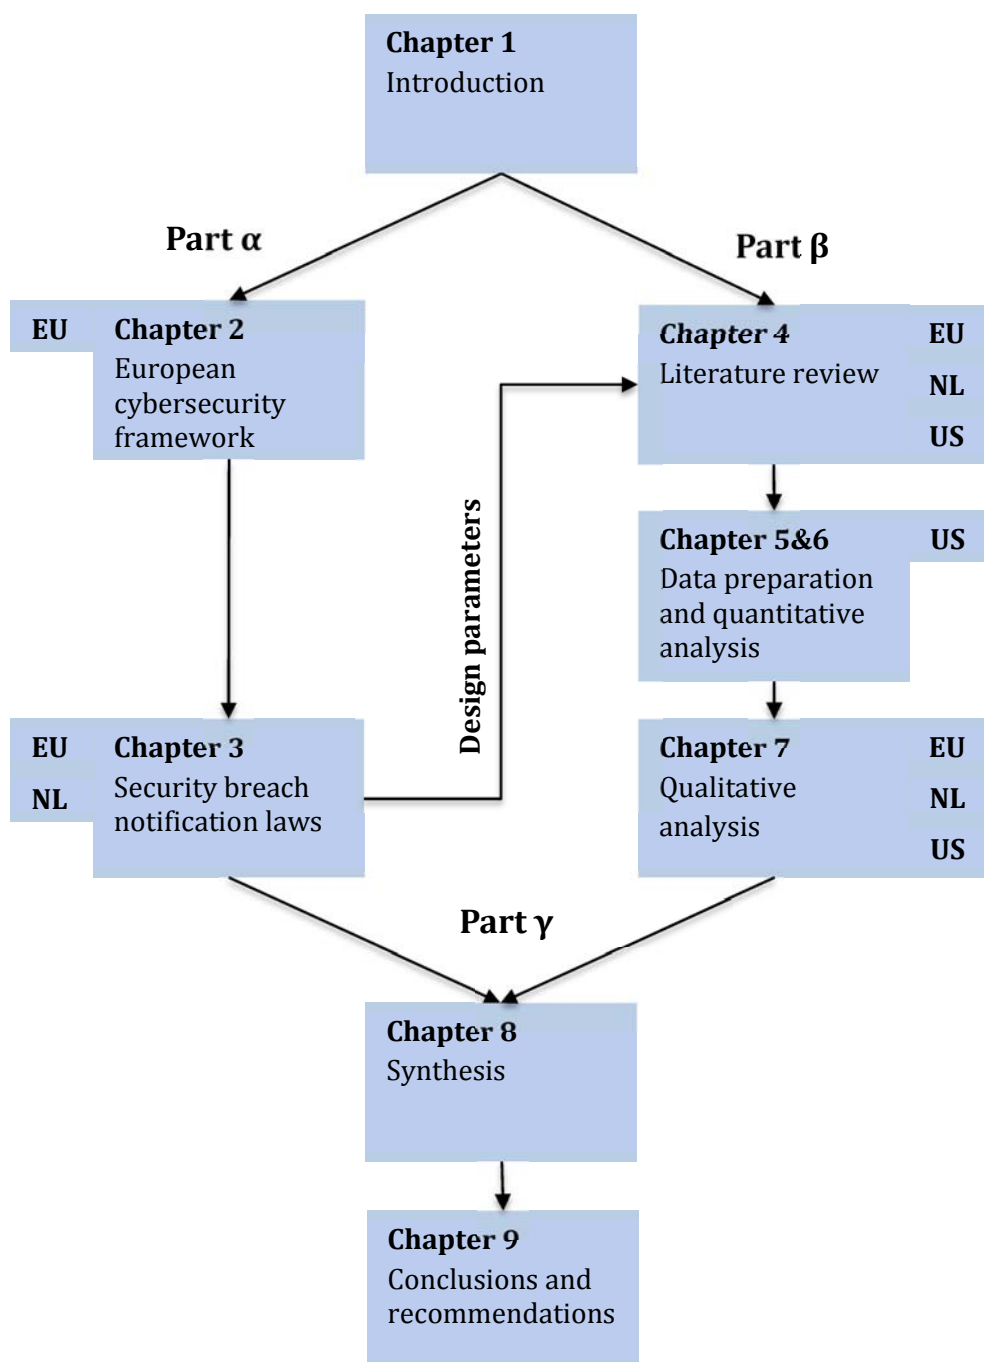 Chapter 1
Introduction
Part α
Part β
EU
Chapter 2
European
cybersecurity
framework
Chapter 4
Literature review
EU
NL
US
Design parameters
Chapter 5&6
Data preparation
and quantitative
analysis
US
EU
NL
Chapter 3
Security breach
notification laws
Chapter 7
Qualitative
analysis
EU
NL
US
Part γ
Chapter 8
Synthesis
Chapter 9
Conclusions and
recommendations